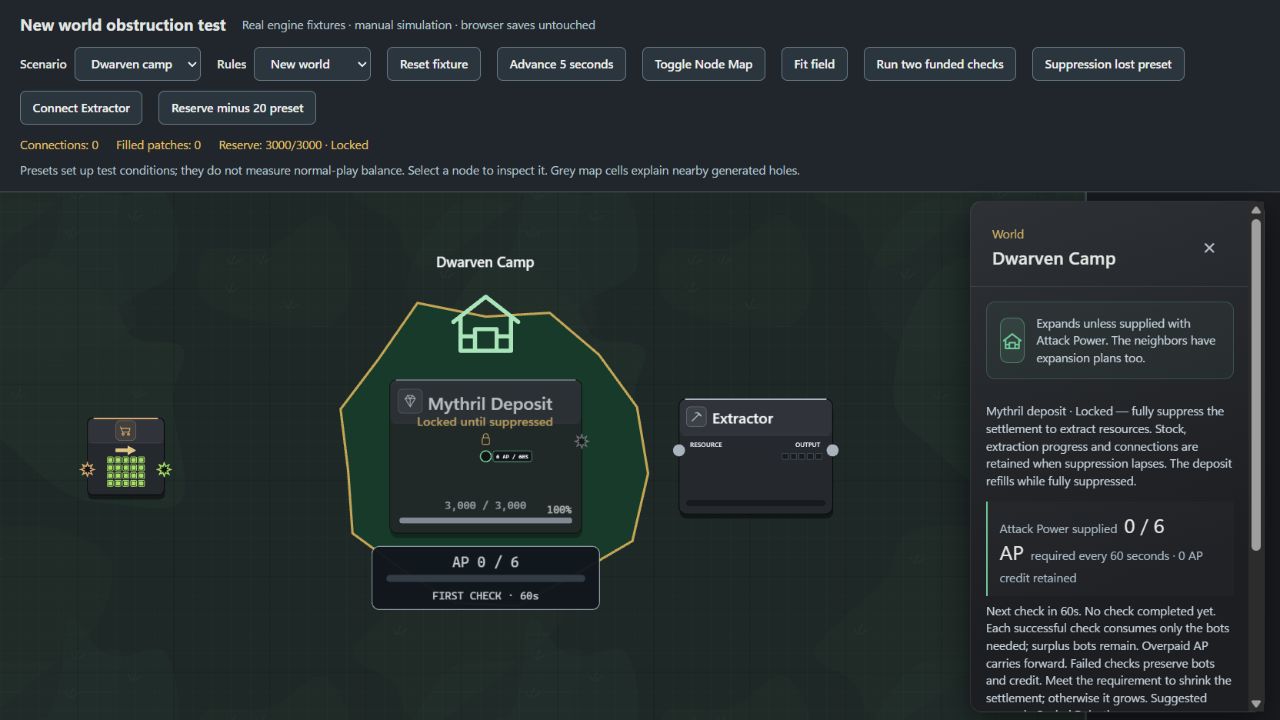 New world obstruction test Real engine fixtures · manual simulation · browser saves untouched
Scenario Dwarven camp Rules New world Reset fixture Advance 5 seconds Toggle Node Map Fit field Run two funded checks Suppression lost preset
Connect Extractor Reserve minus 20 preset
Connections: 0 Filled patches: 0 Reserve: 3000/3000 · Locked
Presets set up test conditions; they do not measure normal-play balance. Select a node to inspect it. Grey map cells explain nearby generated holes.
Dwarven Camp
Mythril Deposit
Locked until suppressed
6 AP / 60s
3,000 / 3,000 100%
AP 0 / 6
FIRST CHECK · 60s
Extractor
RESOURCE OUTPUT
World
Dwarven Camp
Expands unless supplied with
Attack Power. The neighbors have
expansion plans too.
Mythril deposit · Locked — fully suppress the
settlement to extract resources. Stock,
extraction progress and connections are
retained when suppression lapses. The deposit
refills while fully suppressed.
Attack Power supplied 0 / 6
AP required every 60 seconds · 0 AP
credit retained
Next check in 60s. No check completed yet.
Each successful check consumes only the bots
needed; surplus bots remain. Overpaid AP
carries forward. Failed checks preserve bots
and credit. Meet the requirement to shrink the
settlement; otherwise it grows. Suggested